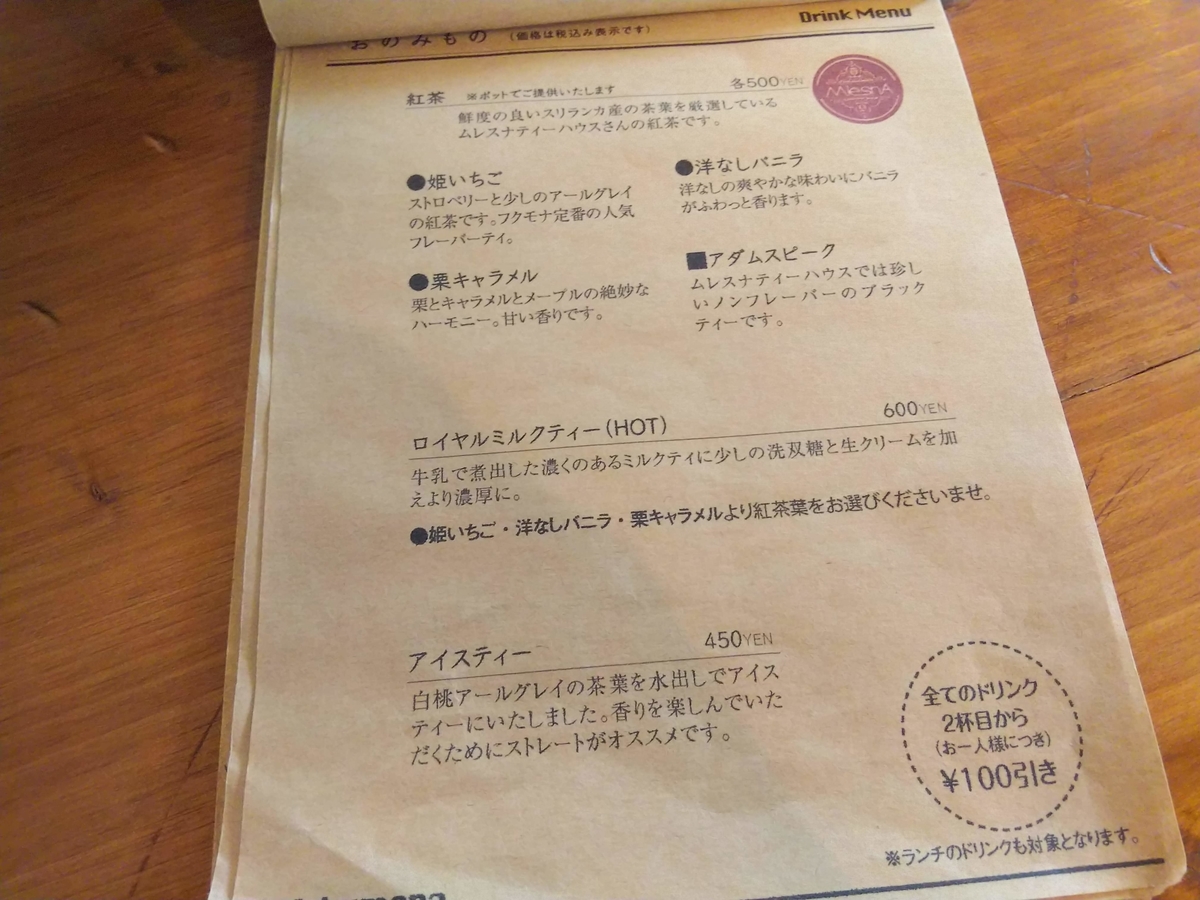 Drink Menu
おのみもの (価格は税込み表示です)
紅茶 ※ポットでご提供いたします 各500YEN
鮮度の良いスリランカ産の茶葉を厳選している
ムレスナティーハウスさんの紅茶です。
MlesnA
●姫いちご
ストロベリーと少しのアールグレイ
の紅茶です。フクモナ定番の人気
フレーバーティ。
●洋なしバニラ
洋なしの爽やかな味わいにバニラ
がふわっと香ります。
●栗キャラメル
栗とキャラメルとメープルの絶妙な
ハーモニー。甘い香りです。
■アダムスピーク
ムレスナティーハウスでは珍し
いノンフレーバーのブラック
ティーです。
ロイヤルミルクティー(HOT) 600YEN
牛乳で煮出した濃くのあるミルクティに少しの洗双糖と生クリームを加
えより濃厚に。
●姫いちご・洋なしバニラ・栗キャラメルより紅茶葉をお選びくださいませ。
アイスティー 450YEN
白桃アールグレイの茶葉を水出しでアイス
ティーにいたしました。香りを楽しんでいた
だくためにストレートがオススメです。
全てのドリンク
2杯目から
(お一人様につき)
¥100引き
※ランチのドリンクも対象となります。